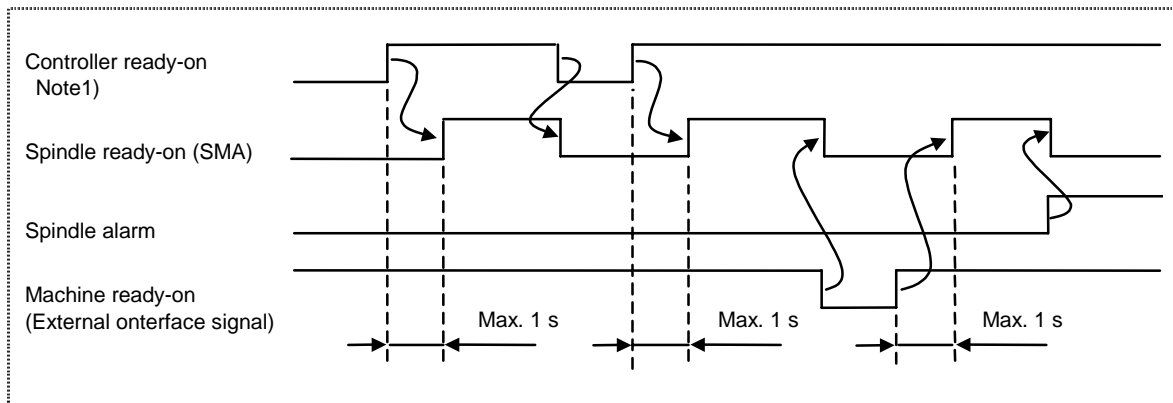 Controller ready-on
Note1)
Spindle ready-on (SMA)
Spindle alarm
Machine ready-on
(External onterface signal)
Max. 1 s
Max. 1 s
Max. 1 s